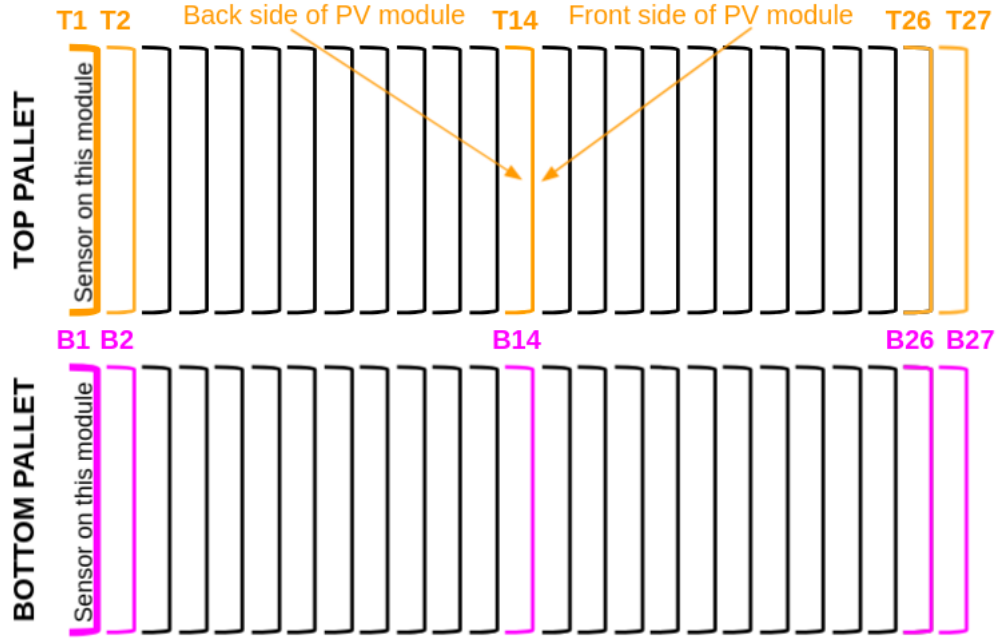 Back side of PV module Front side of PV module
T1 T2 T14 T26 T27
TOP PALLET
Sensor on this module
B1 B2 B14 B26 B27
BOTTOM PALLET
Sensor on this module